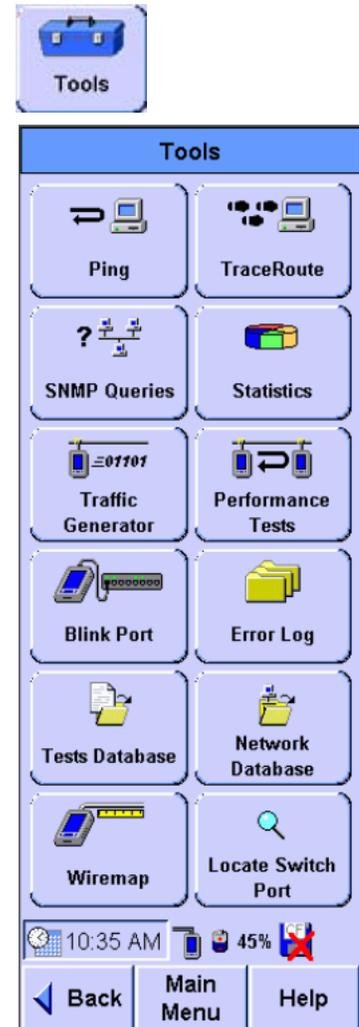 Tools
Tools
Ping
TraceRoute
?
SNMP Queries
Statistics
01101
Traffic
Generator
Performance
Tests
Blink Port
Error Log
Tests Database
Network
Database
Wiremap
Locate Switch
Port
10:35 AM
45%
CF
Back
Main
Menu
Help